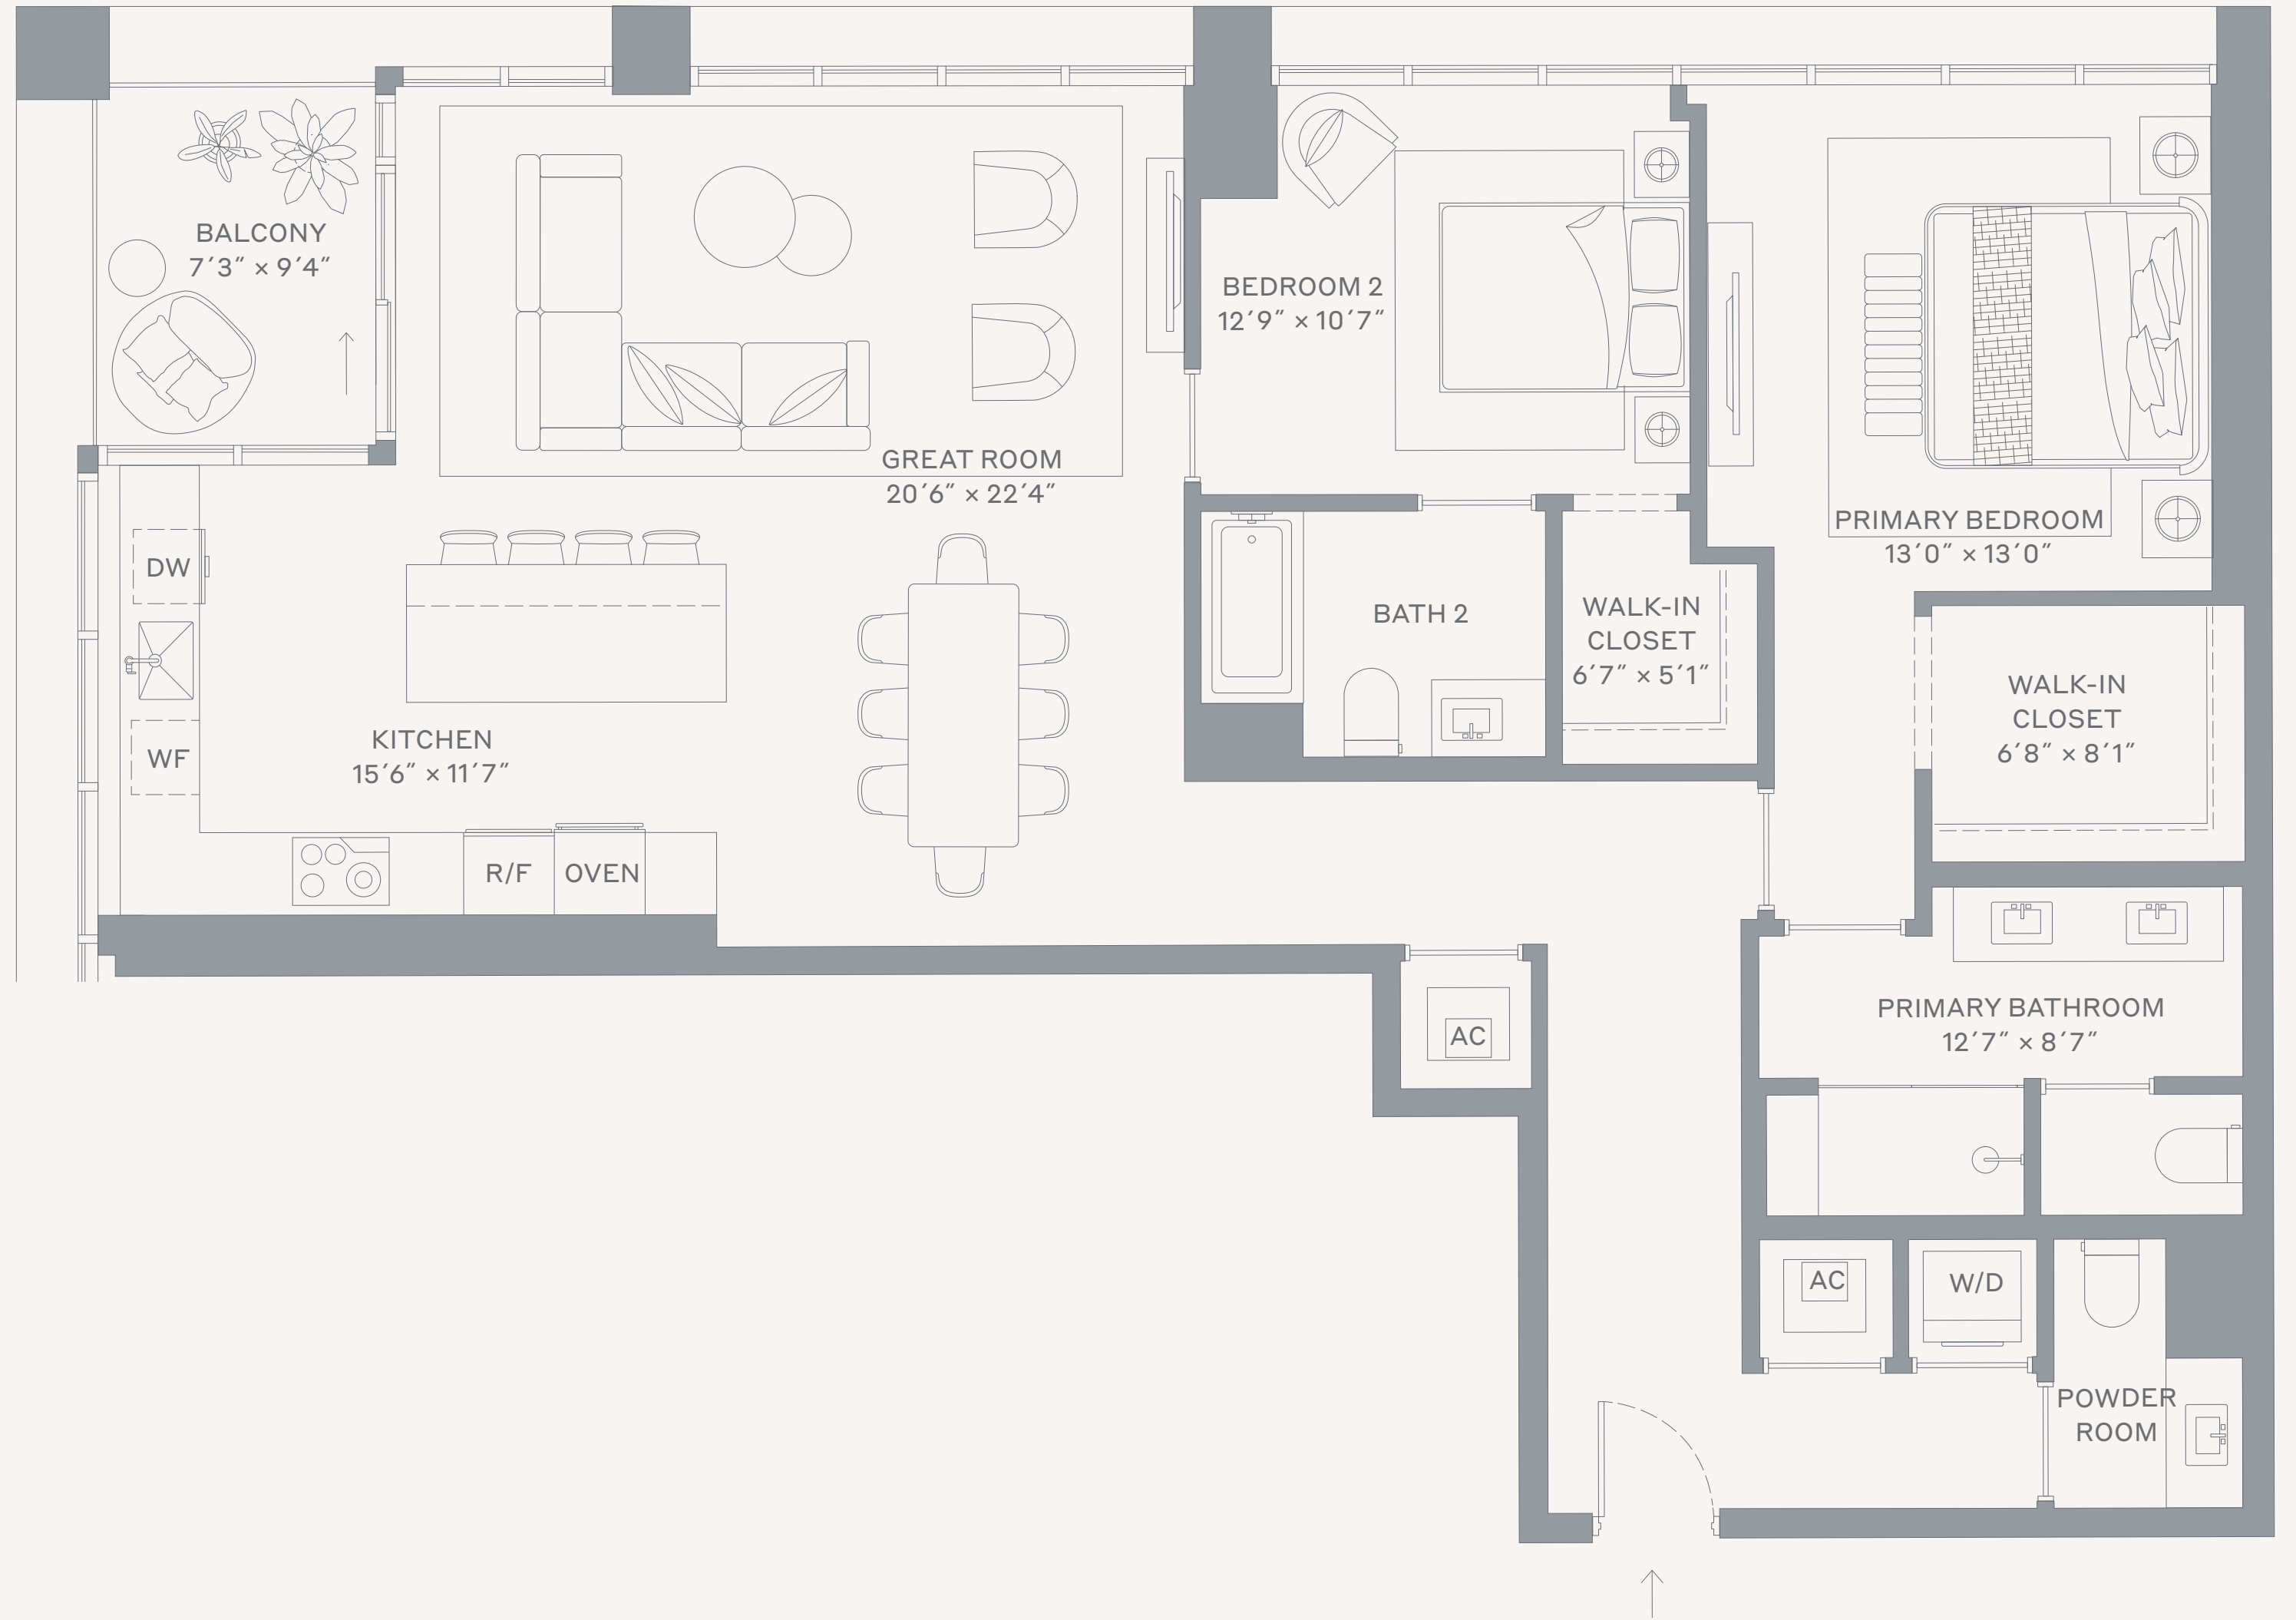 BALCONY
7′3″ × 9′4″
BEDROOM 2
12′9″ × 10′7″
GREAT ROOM
20′6″ × 22′4″
PRIMARY BEDROOM
13′0″ × 13′0″
DW
BATH 2
WALK-IN
CLOSET
6′7″ × 5′1″
WALK-IN
CLOSET
6′8″ × 8′1″
WF
KITCHEN
15′6″ × 11′7″
R/F
OVEN
PRIMARY BATHROOM
12′7″ × 8′7″
AC
AC
W/D
POWDER
ROOM